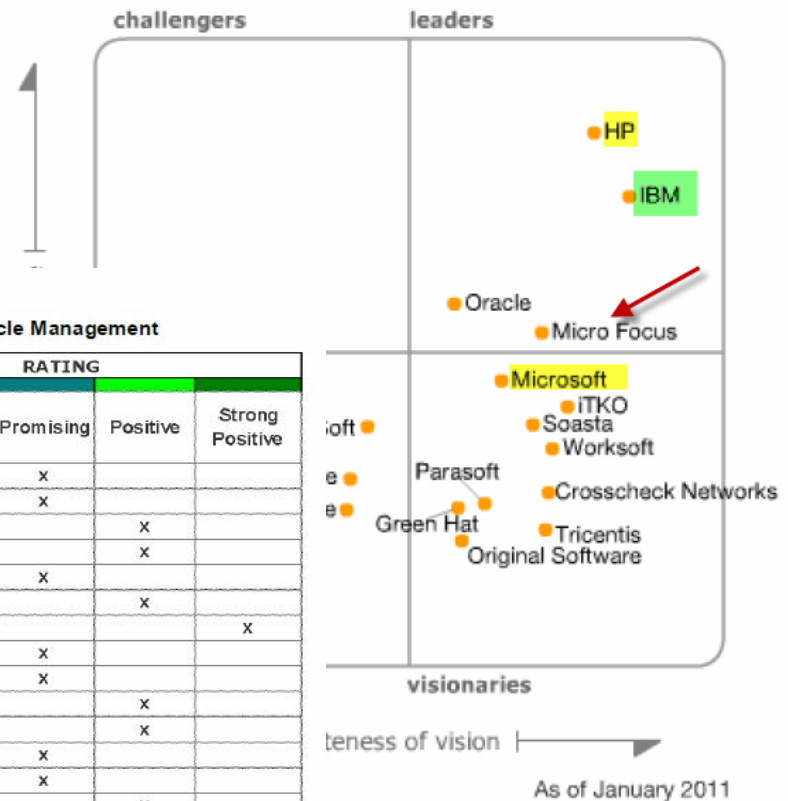 challengers leaders
HP
IBM
Oracle
Micro Focus
cle Management
RATING
Promising Positive Strong Positive
x
x
x
x
x
x
x
x
x
x
x
x
x
Microsoft
iTKO
Soasta
Worksoft
soft
e
e
Parasoft
Crosscheck Networks
Green Hat
Tricentis
Original Software
visionaries
teness of vision
As of January 2011